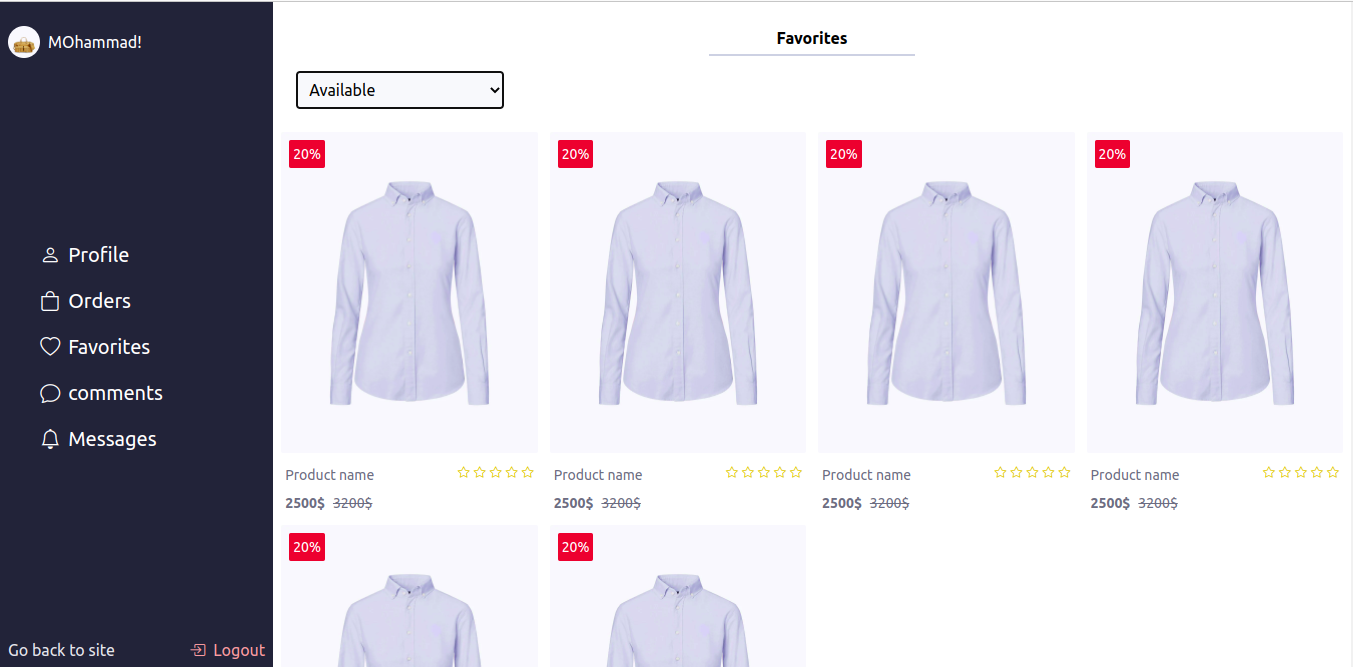 MOhammad!
Profile
Orders
Favorites
comments
Messages
Go back to site
Logout
Favorites
Available
20% 20% 20% 20%
Product name Product name Product name Product name
2500$ 3200$ 2500$ 3200$ 2500$ 3200$ 2500$ 3200$
20% 20%